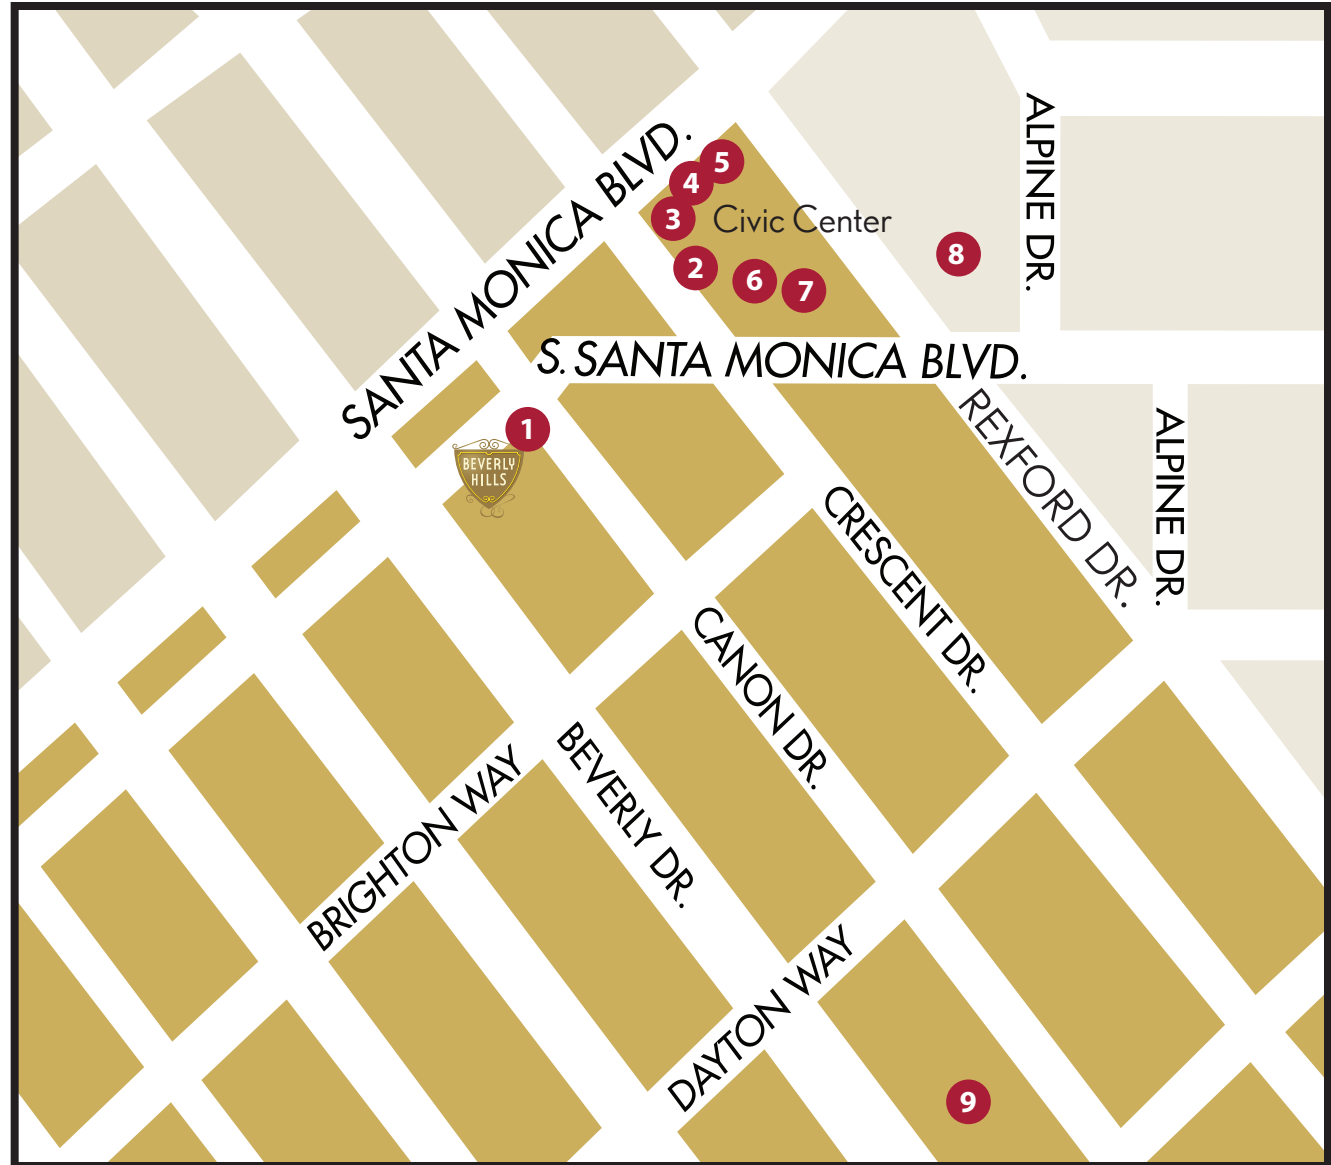 SANTA MONICA BLVD.
ALPINE DR.
5
4
3
Civic Center
8
2
6
7
S. SANTA MONICA BLVD.
1
BEVERLY
HILLS
REXFORD DR.
ALPINE DR.
CRESCENT DR.
CANON DR.
BEVERLY DR.
BRIGHTON WAY
DAYTON WAY
9